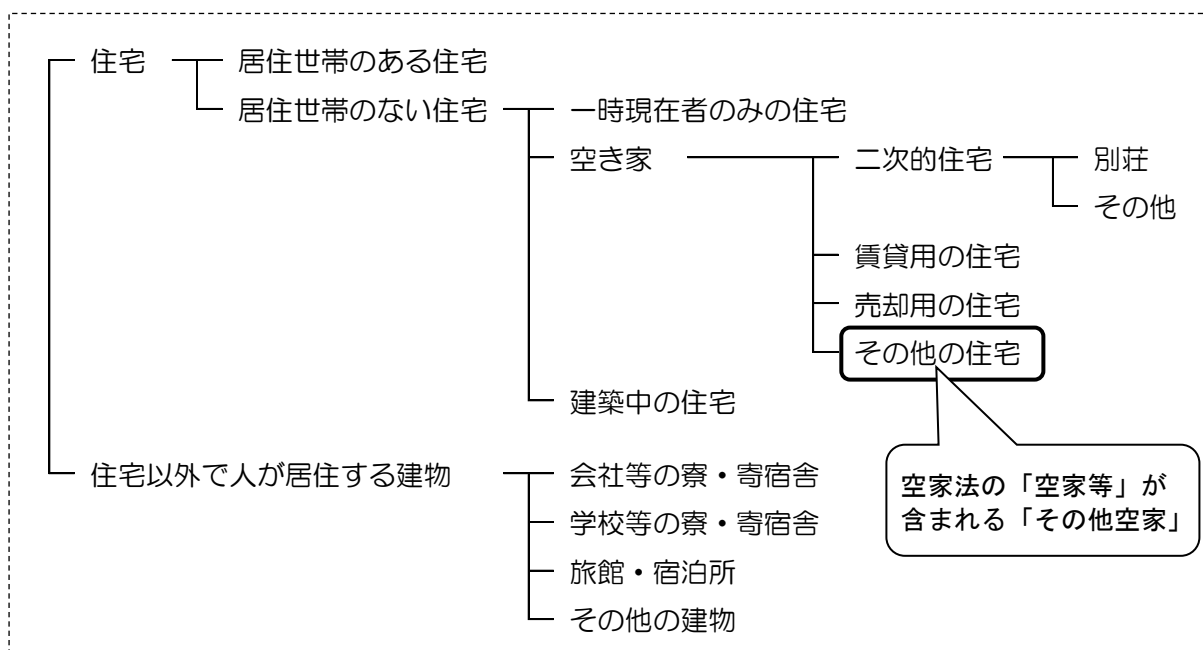 住宅
居住世帯のある住宅
居住世帯のない住宅
一時現在者のみの住宅
空き家
二次的住宅
別荘
その他
賃貸用の住宅
売却用の住宅
その他の住宅
建築中の住宅
空家法の「空家等」が
含まれる「その他空家」
住宅以外で人が居住する建物
会社等の寮・寄宿舎
学校等の寮・寄宿舎
旅館・宿泊所
その他の建物